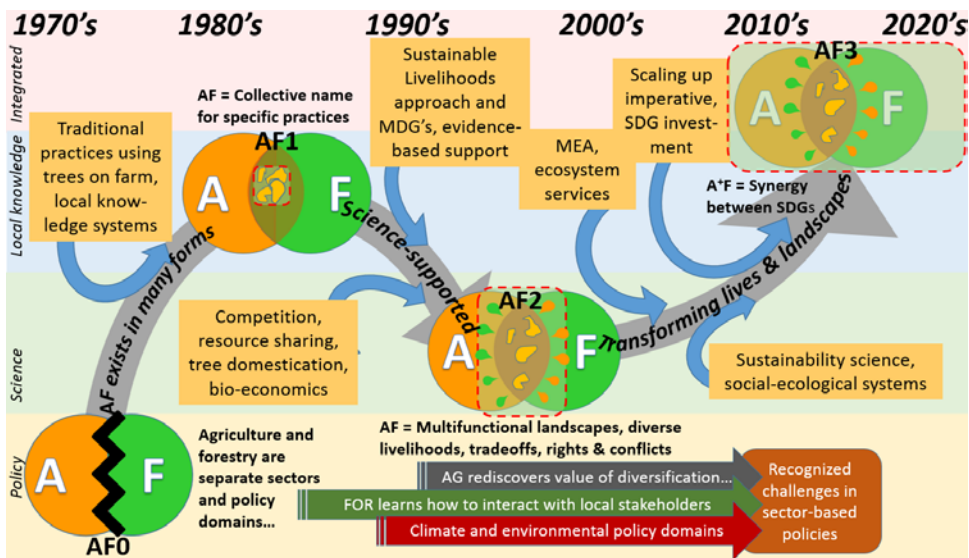 1970's 1980's 1990's 2000's 2010's 2020's
Integrated
Local knowledge
Science
Policy
Traditional
practices using
trees on farm,
local know-
ledge systems
AF = Collective name
for specific practices
AF1
A F
Sustainable
Livelihoods
approach and
MDG's, evidence-
based support
MEA,
ecosystem
services
Scaling up
imperative,
SDG invest-
ment
AF3
A F
A⁺F = Synergy
between SDGs
AF exists in many forms
Science-supported
Transforming lives & landscapes
Competition,
resource sharing,
tree domestication,
bio-economics
AF2
A F
Sustainability science,
social-ecological systems
A F
AF0
Agriculture and
forestry are
separate sectors
and policy
domains...
AF = Multifunctional landscapes, diverse
livelihoods, tradeoffs, rights & conflicts
AG rediscovers value of diversification...
FOR learns how to interact with local stakeholders
Climate and environmental policy domains
Recognized
challenges in
sector-based
policies